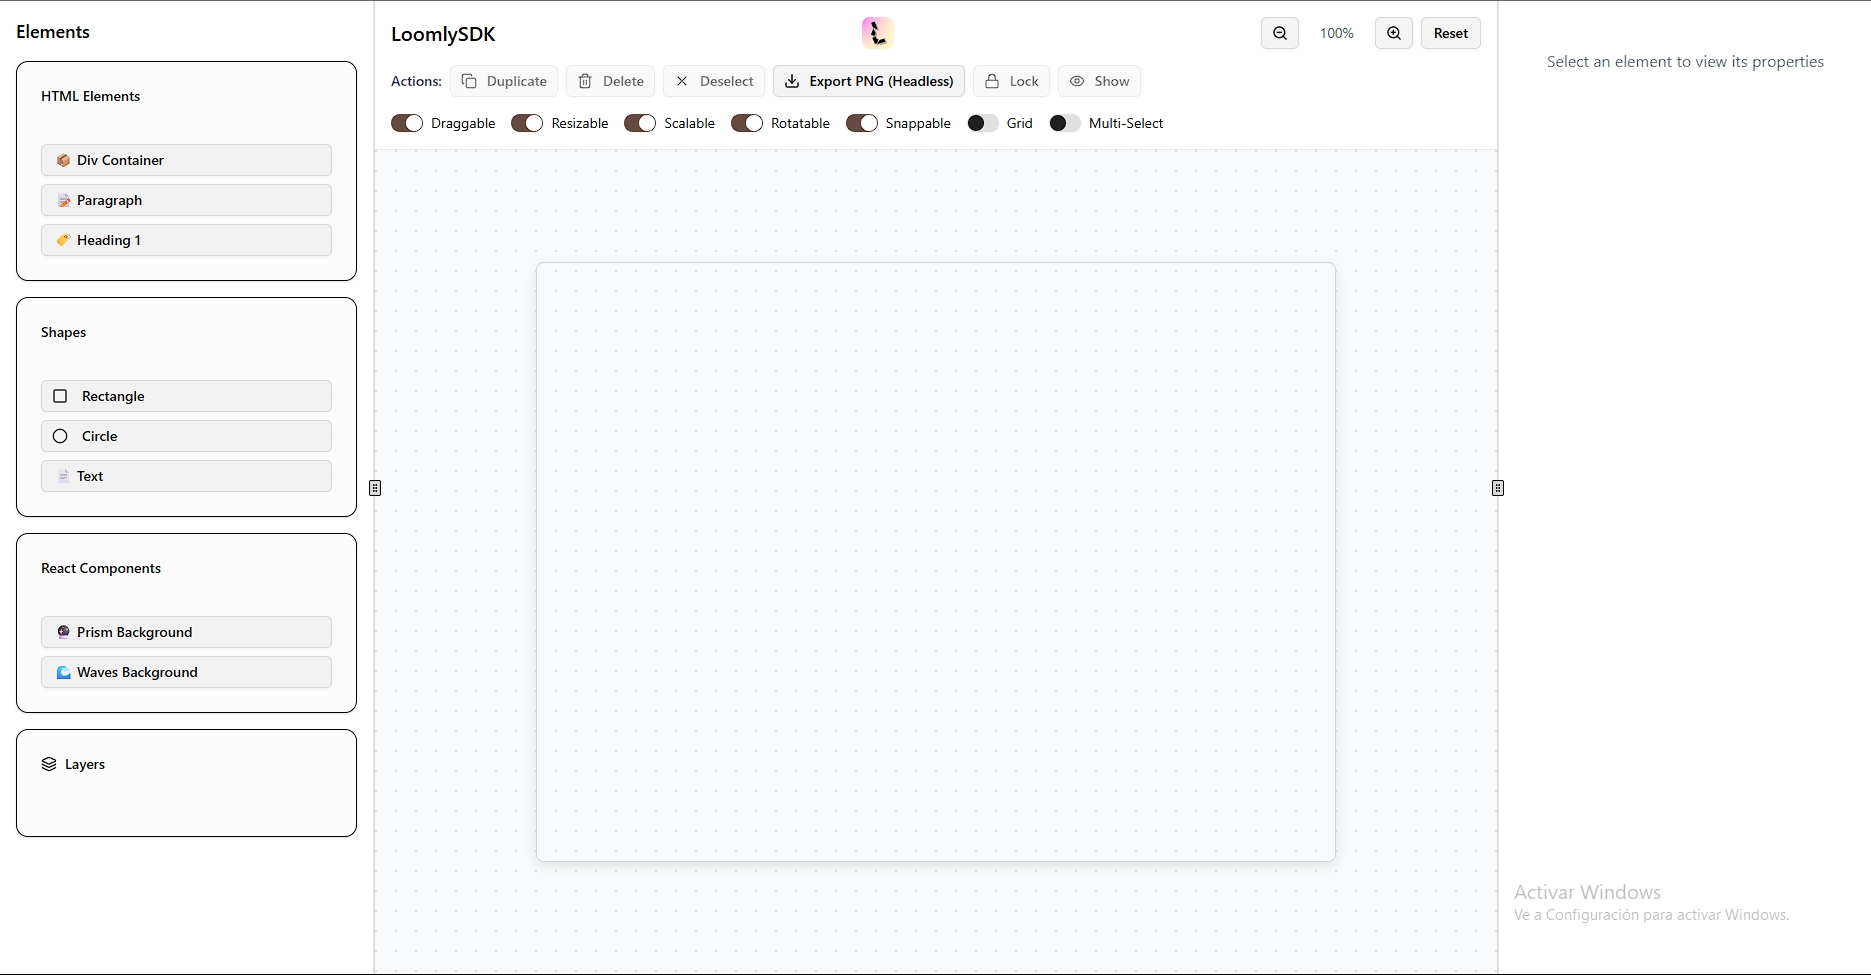 Elements
HTML Elements
Div Container
Paragraph
Heading 1
Shapes
Rectangle
Circle
Text
React Components
Prism Background
Waves Background
Layers
LoomlySDK
100%
Reset
Actions:
Duplicate
Delete
Deselect
Export PNG (Headless)
Lock
Show
Draggable
Resizable
Scalable
Rotatable
Snappable
Grid
Multi-Select
Select an element to view its properties
Activar Windows
Ve a Configuración para activar Windows.